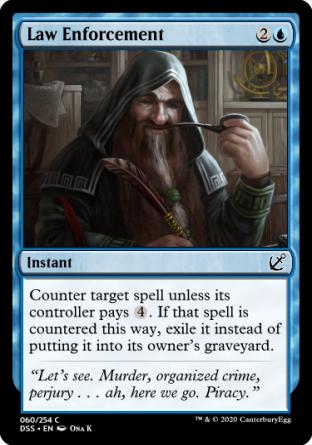 Law Enforcement 2
Instant
Counter target spell unless its
controller pays 4. If that spell is
countered this way, exile it instead of
putting it into its owner's graveyard.
“Let's see. Murder, organized crime,
perjury . . . ah, here we go. Piracy.”
060/254 C
DSS • EN Ona K
™ & © 2020 CanterburyEgg